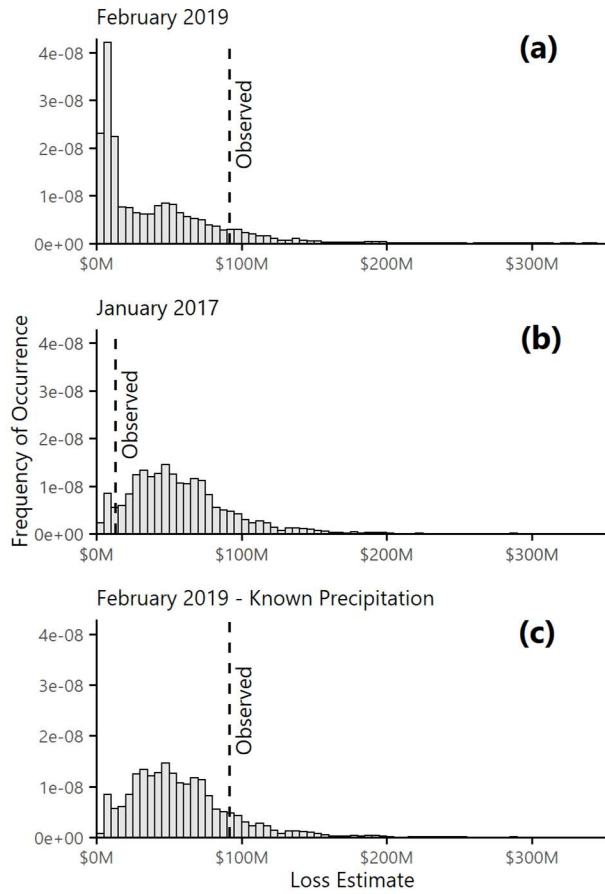 February 2019
(a)
4e-08
3e-08
2e-08
1e-08
0e+00
Observed
$0M $100M $200M $300M
January 2017
(b)
4e-08
3e-08
2e-08
1e-08
0e+00
Observed
$0M $100M $200M $300M
Frequency of Occurrence
February 2019 - Known Precipitation
(c)
4e-08
3e-08
2e-08
1e-08
0e+00
Observed
$0M $100M $200M $300M
Loss Estimate